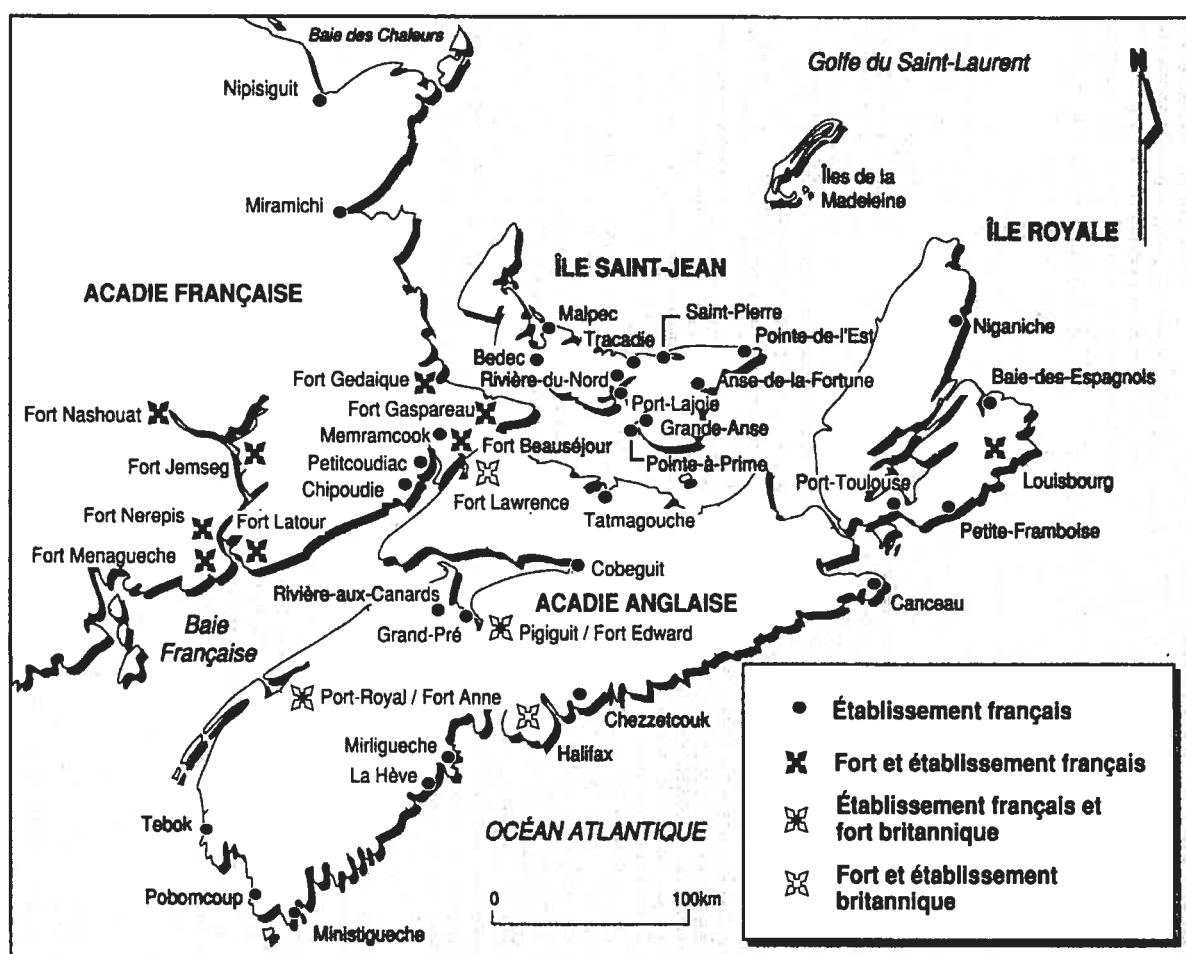 Baie des Chaleurs
Golfe du Saint-Laurent
N
Nipisiguit
Îles de la
Madeleine
Miramichi
ÎLE ROYALE
ÎLE SAINT-JEAN
ACADIE FRANÇAISE
Malpec
Saint-Pierre
Niganiche
Tracadie
Pointe-de-l'Est
Bedec
Fort Gedaique
Rivière-du-Nord
Anse-de-la-Fortune
Baie-des-Espagnols
Fort Nashouat
Fort Gaspareau
Port-Lajoie
Memramcook
Grande-Anse
Fort Beauséjour
Fort Jemseg
Petitcoudiac
Pointe-à-Prime
Chipoudie
Fort Lawrence
Port-Toulouse
Louisbourg
Tatmagouche
Fort Nerepis
Fort Latour
Petite-Framboise
Fort Menagueche
Cobeguit
Rivière-aux-Canards
ACADIE ANGLAISE
Canceau
Baie
Française
Grand-Pré
Pigiguit / Fort Edward
Port-Royal / Fort Anne
Chezzetcouk
Mirligueche
Halifax
La Hève
Tebok
OCÉAN ATLANTIQUE
Pobomcoup
0 100km
Ministigueche
Établissement français
Fort et établissement français
Établissement français et
fort britannique
Fort et établissement
britannique